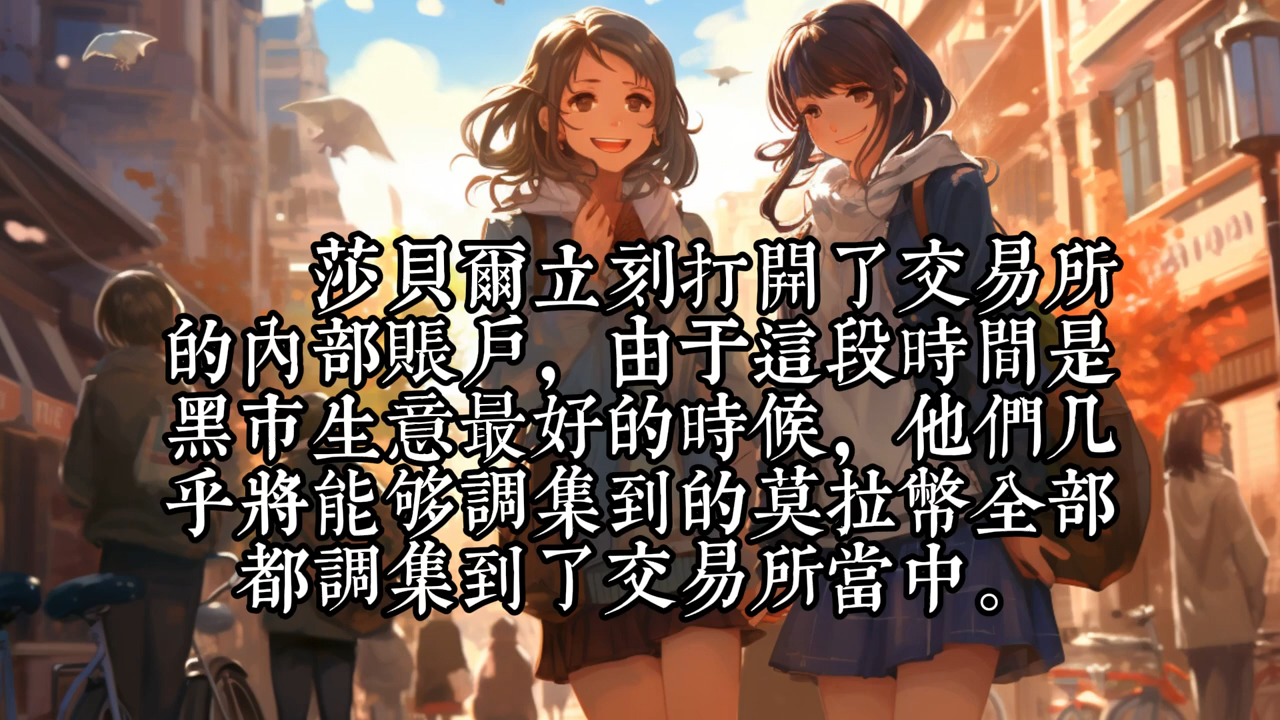 莎貝爾立刻打開了交易所
的內部賬戶，由于這段時間是
黑市生意最好的時候，他們几
乎將能够調集到的莫拉幣全部
都調集到了交易所當中。